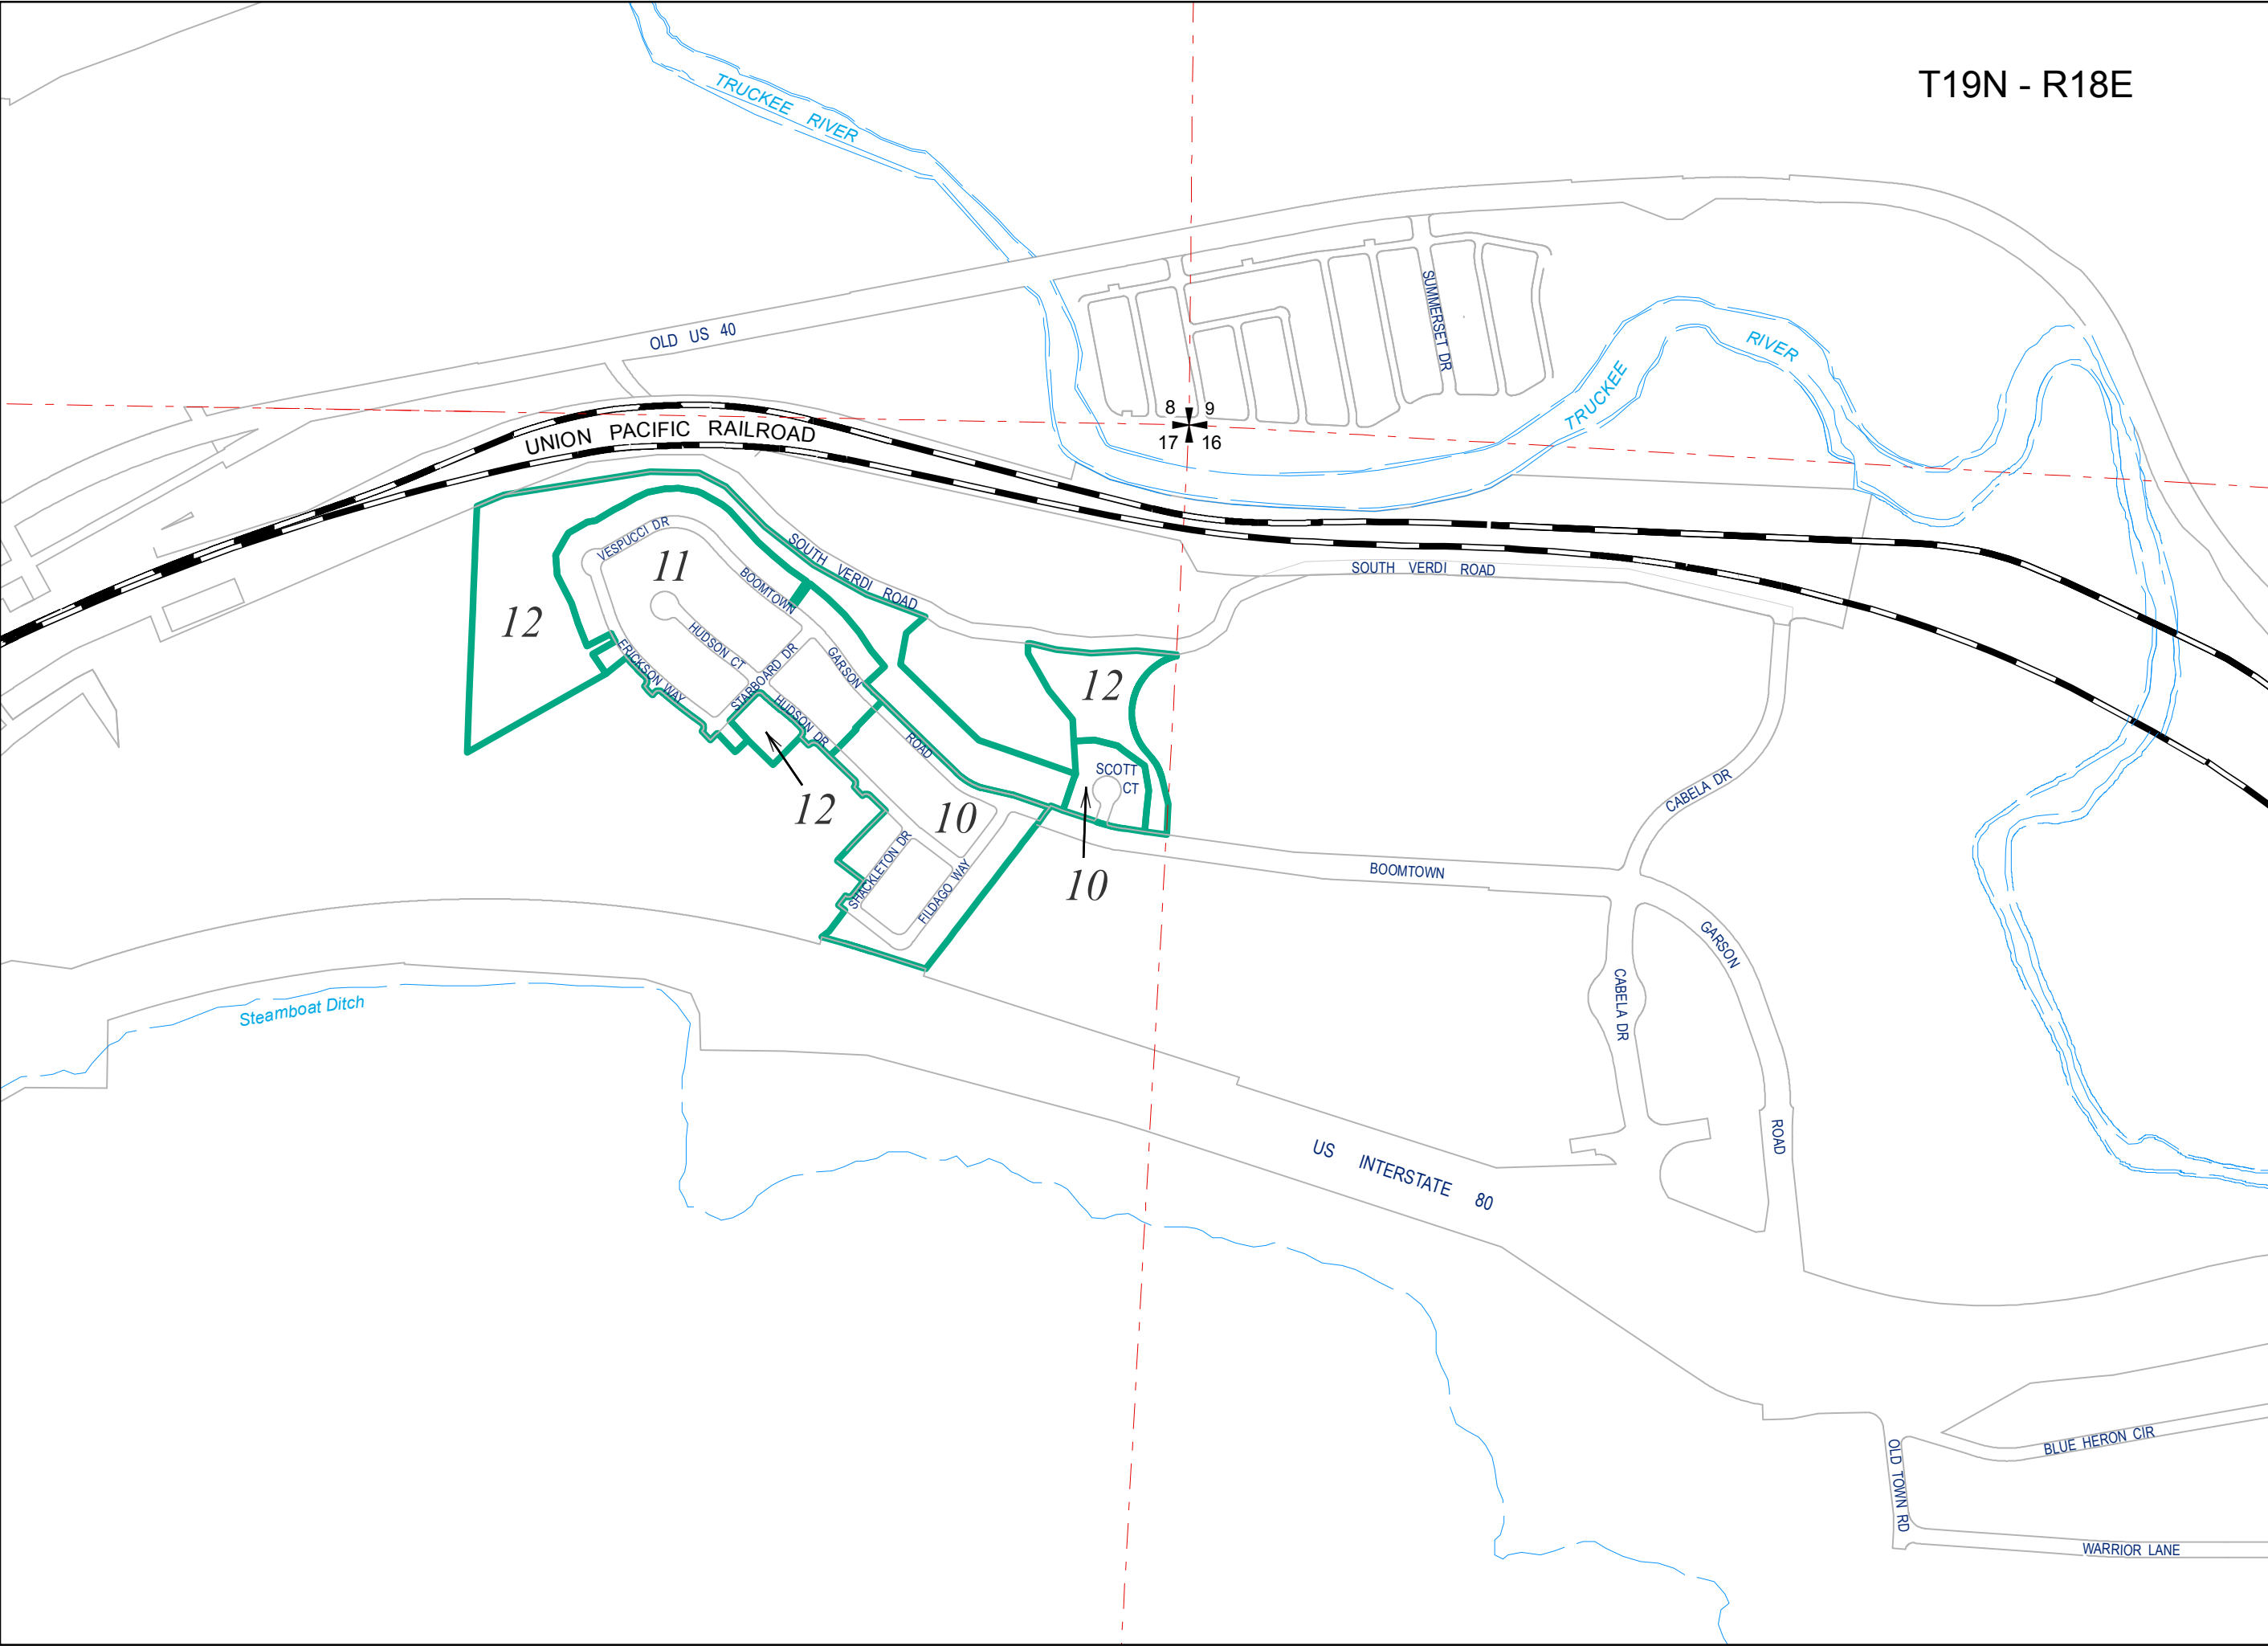 T19N - R18E
TRUCKEE RIVER
OLD US 40
SUMMERSET DR
RIVER
TRUCKEE
8 9
17 16
UNION PACIFIC RAILROAD
VESPUCCI DR
11
SOUTH VERDI ROAD
SOUTH VERDI ROAD
BOOMTOWN
12
HUDSON CT
ERICKSON WAY
STARBOARD DR
GARSON
12
HUDSON DR
ROAD
SCOTT
CT
CABELA DR
12
10
SHACKLETON DR
FILDAGO WAY
10
BOOMTOWN
GARSON
CABELA DR
Steamboat Ditch
ROAD
US INTERSTATE 80
BLUE HERON CIR
OLD TOWN RD
WARRIOR LANE